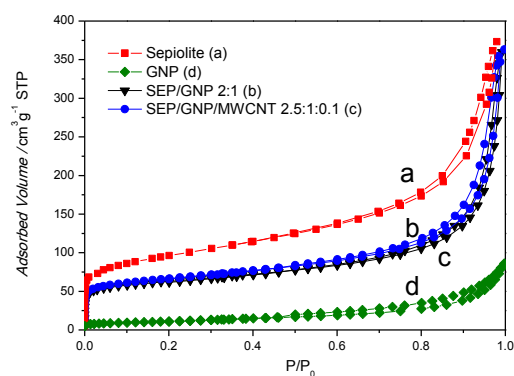 400
350
300
250
200
150
100
50
0
Adsorbed Volume /cm³g⁻¹ STP
Sepiolite (a)
GNP (d)
SEP/GNP 2:1 (b)
SEP/GNP/MWCNT 2.5:1:0.1 (c)
a
b
c
d
0.0 0.2 0.4 0.6 0.8 1.0
P/P₀